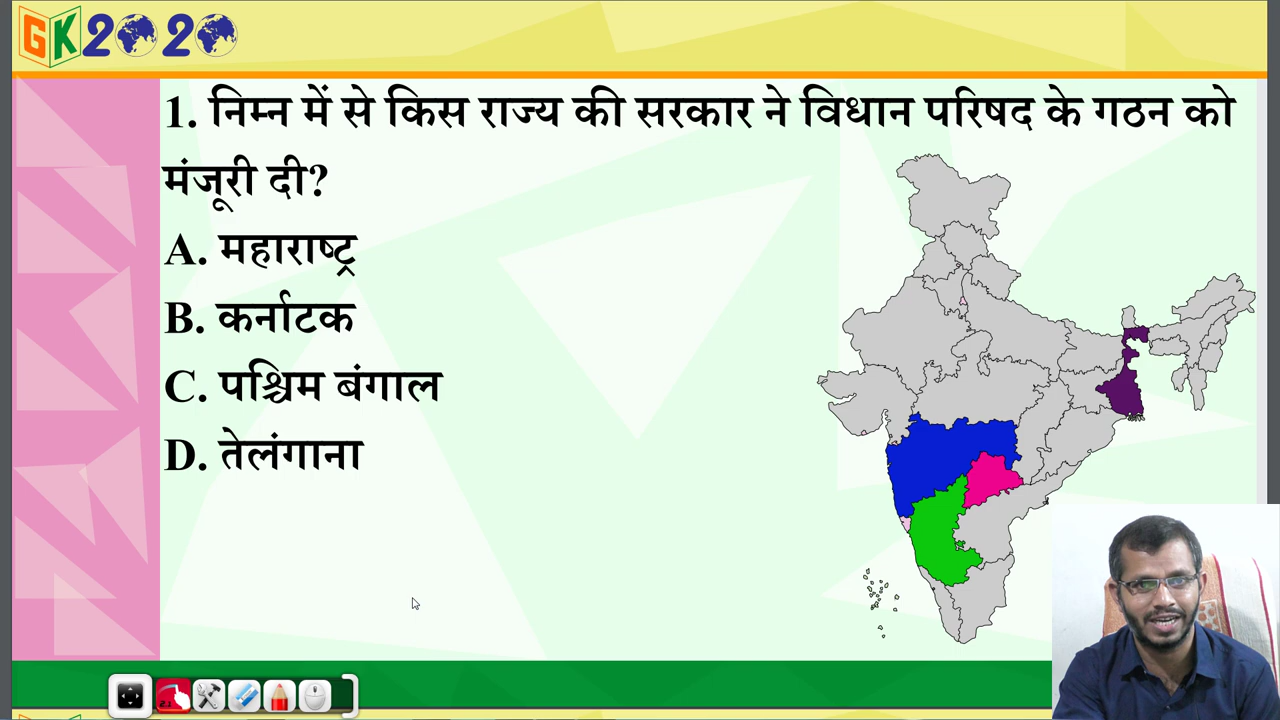 GK2020
1. निम्न में से किस राज्य की सरकार ने विधान परिषद के गठन को
मंजूरी दी?
A. महाराष्ट्र
B. कर्नाटक
C. पश्चिम बंगाल
D. तेलंगाना